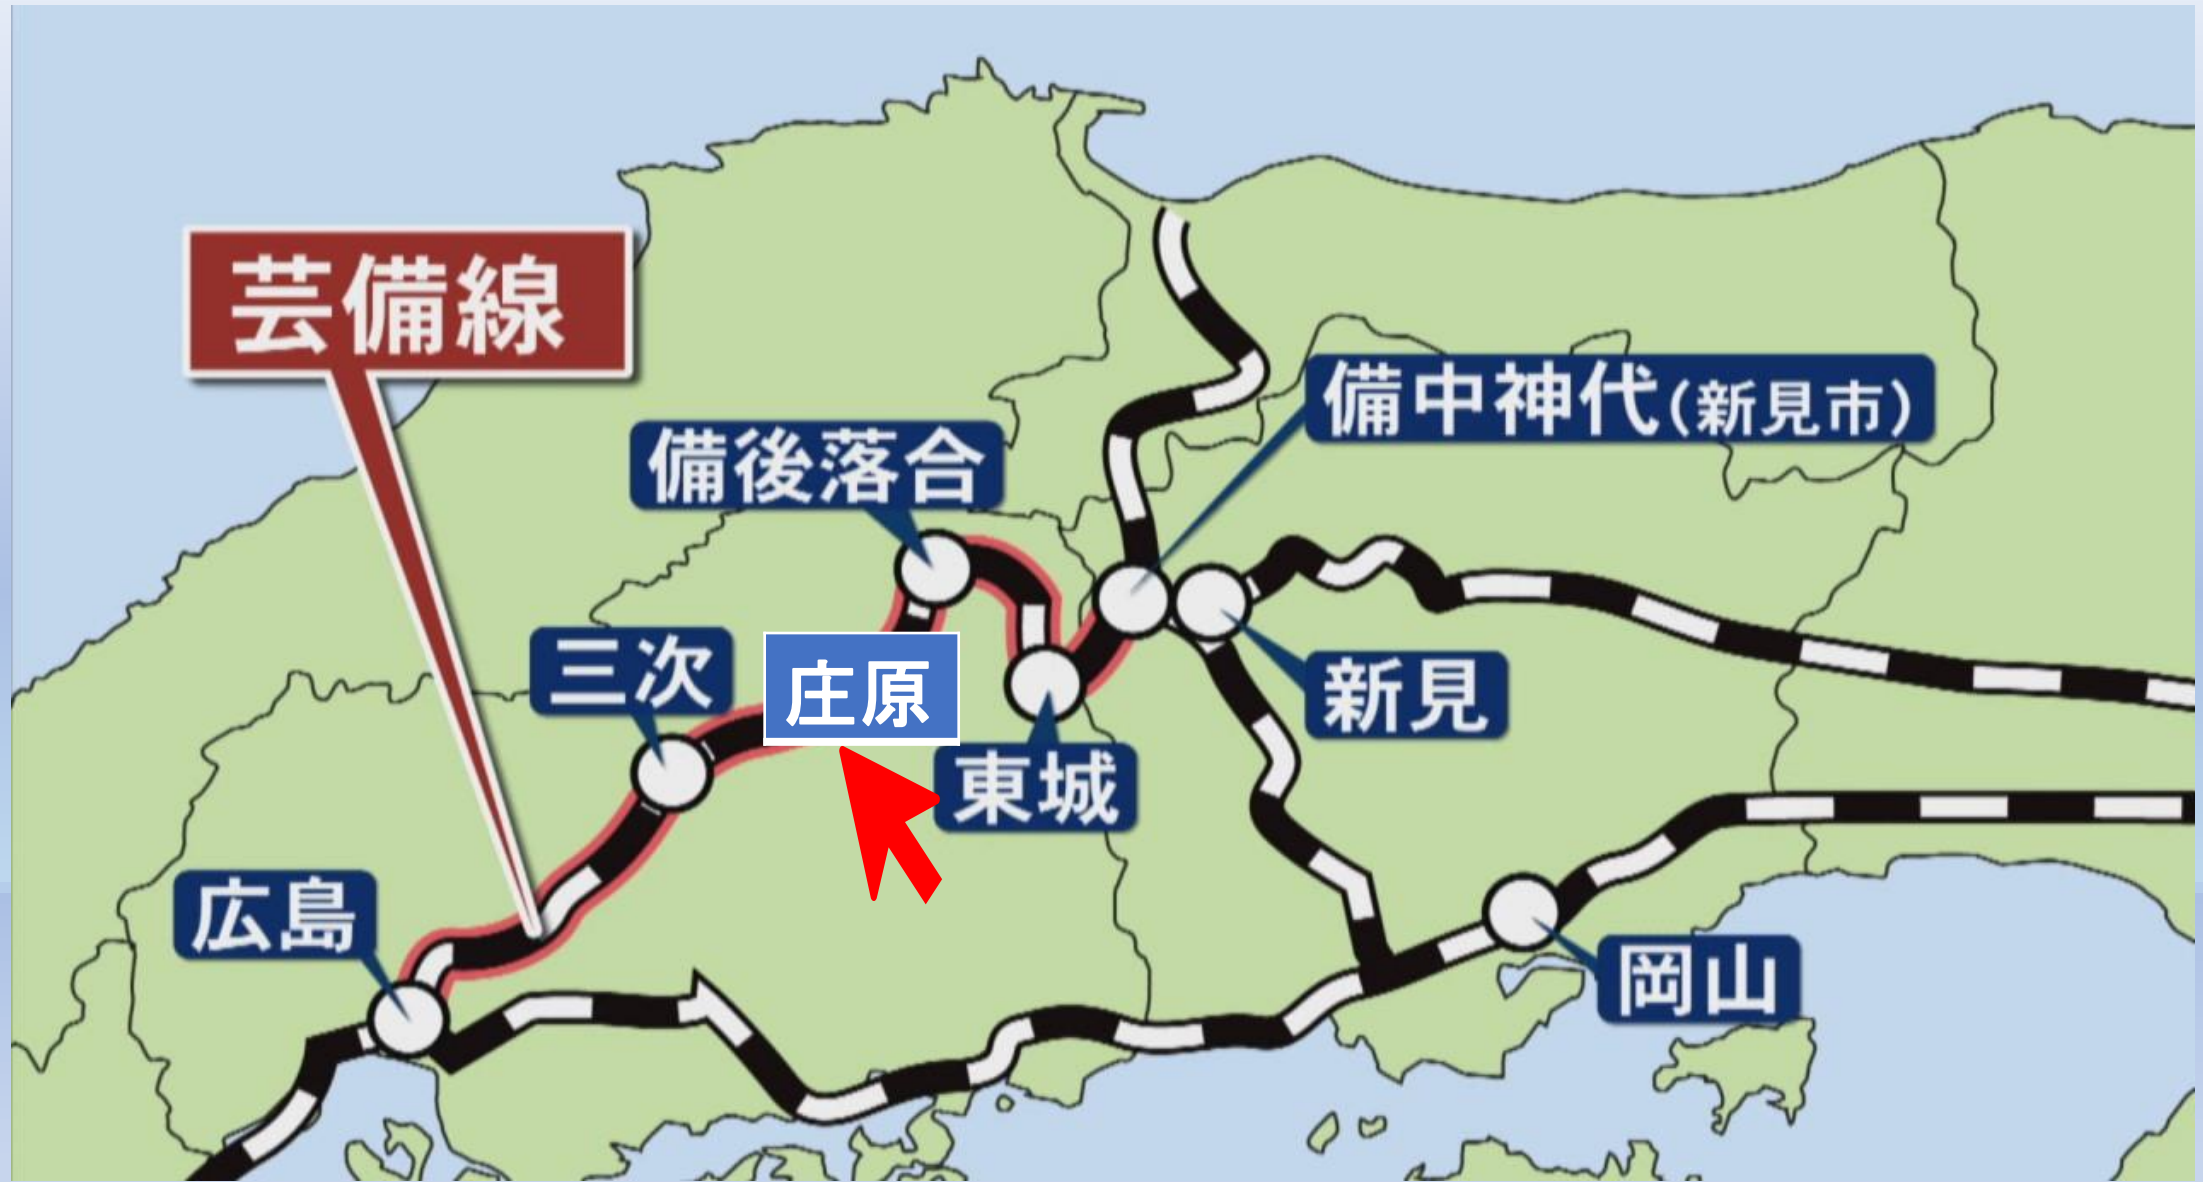 芸備線
備中神代(新見市)
備後落合
三次
庄原
新見
東城
広島
岡山